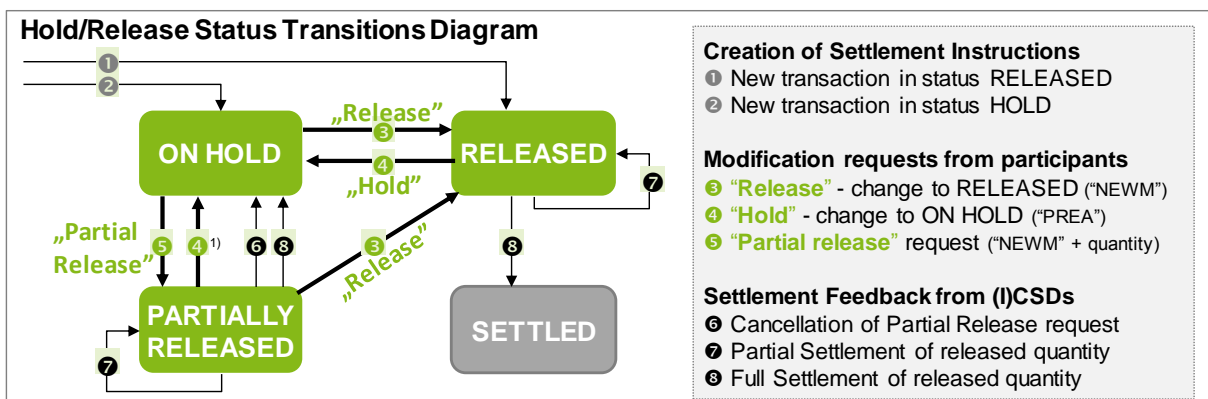 Hold/Release Status Transitions Diagram
❶
❷
„Release”
❸
ON HOLD
RELEASED
❹
„Hold”
❼
„Partial
Release”
❺
❹ 1)
❻
❽
❸
„Release”
❽
PARTIALLY
RELEASED
❼
SETTLED
Creation of Settlement Instructions
❶ New transaction in status RELEASED
❷ New transaction in status HOLD
Modification requests from participants
❸ “Release” - change to RELEASED (“NEWM”)
❹ “Hold” - change to ON HOLD (“PREA”)
❺ “Partial release” request (“NEWM” + quantity)
Settlement Feedback from (I)CSDs
❻ Cancellation of Partial Release request
❼ Partial Settlement of released quantity
❽ Full Settlement of released quantity